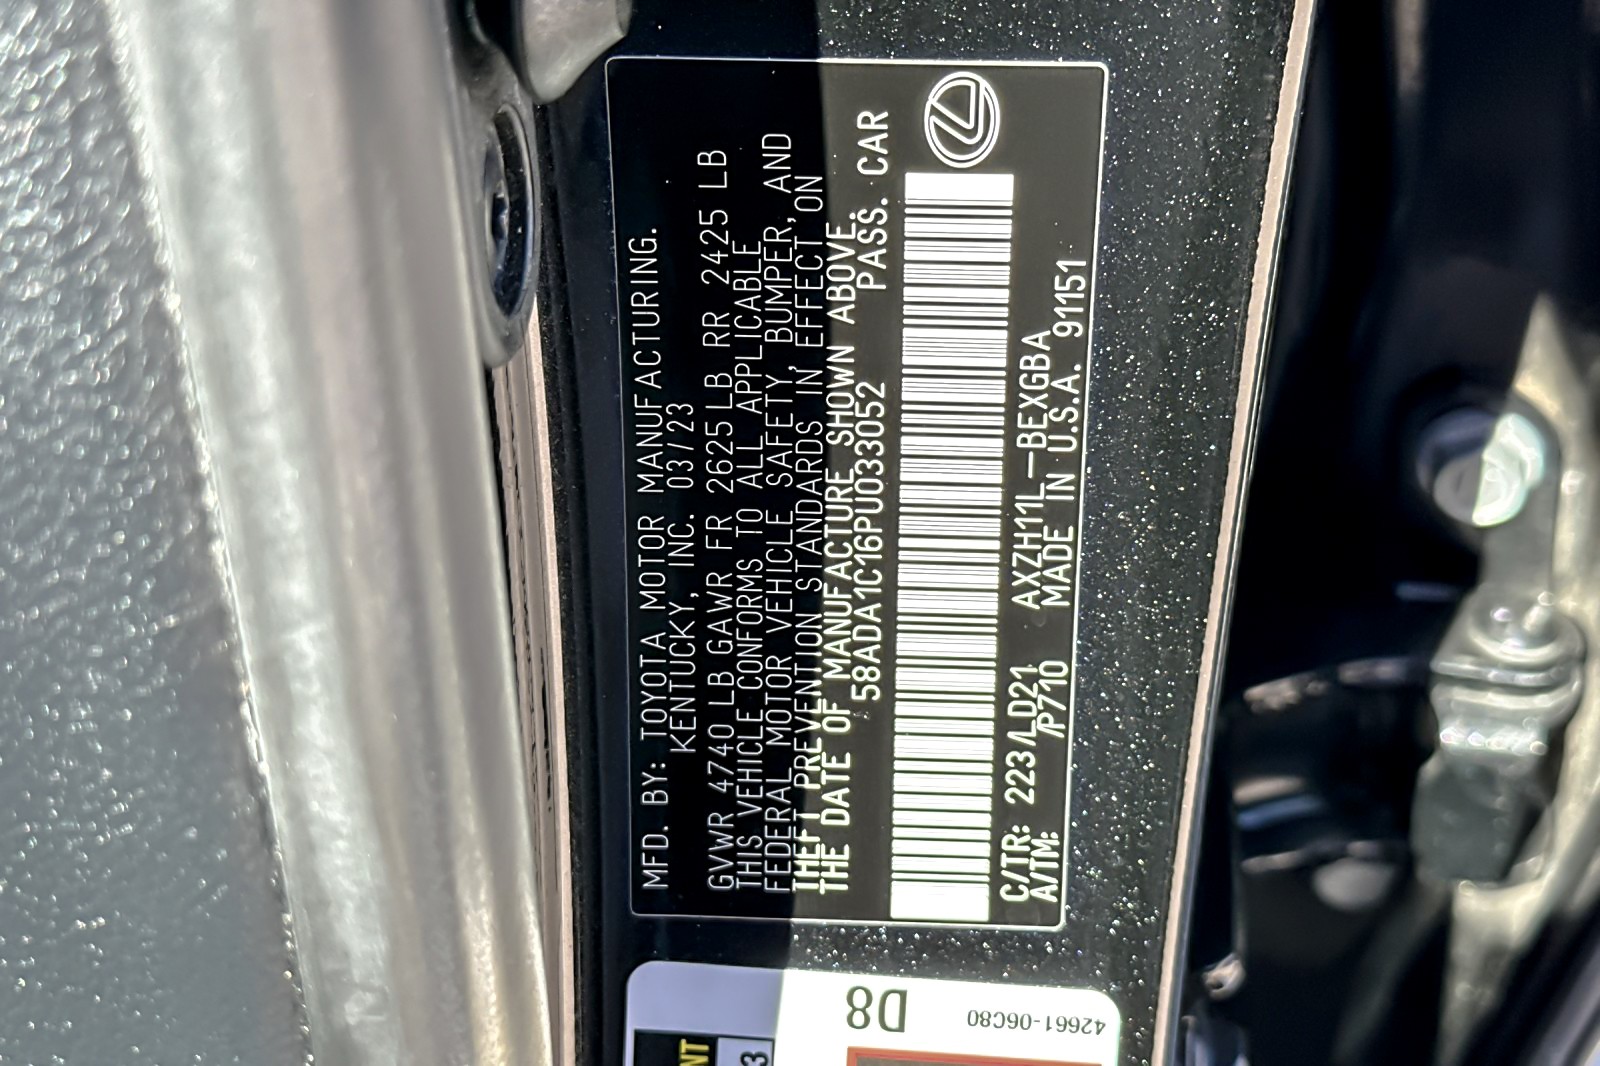 MFD. BY: TOYOTA MOTOR MANUFACTURING.
KENTUCKY, INC. 03/23
GVWR 4740 LB GAWR FR 2625 LB RR 2425 LB
THIS VEHICLE CONFORMS TO ALL APPLICABLE
FEDERAL MOTOR VEHICLE SAFETY, BUMPER, AND
THEFT PREVENTION STANDARDS IN EFFECT ON
THE DATE OF MANUFACTURE SHOWN ABOVE.
58ADA1C16PU033052 PASS. CAR
C/TR: 223/LD21 AXZH11L-BEXGBA
A/TM: /P710 MADE IN U.S.A. 91151
D8
42661-06C80